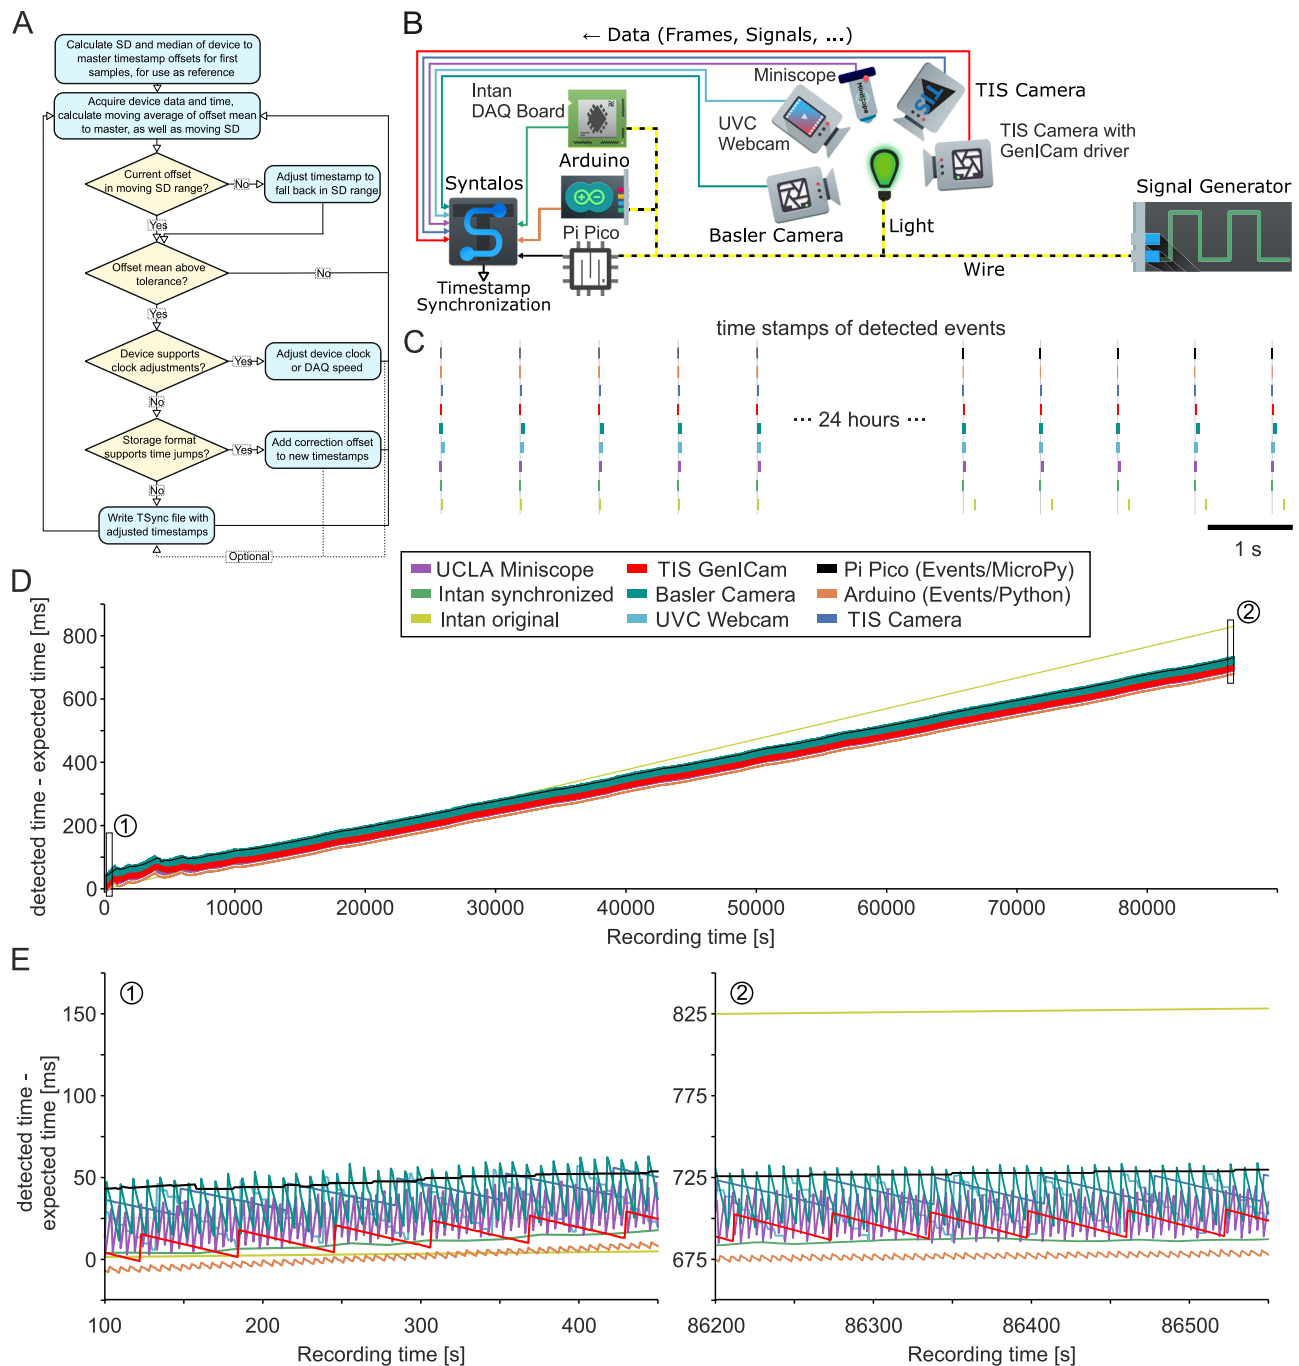 A
Calculate SD and median of device to
master timestamp offsets for first
samples, for use as reference
Acquire device data and time,
calculate moving average of offset mean
to master, as well as moving SD
Current offset
in moving SD range?
No
Adjust timestamp to
fall back in SD range
Yes
Offset mean above
tolerance?
No
Yes
Device supports
clock adjustments?
Yes
Adjust device clock
or DAQ speed
No
Storage format
supports time jumps?
Yes
Add correction offset
to new timestamps
No
Write TSync file with
adjusted timestamps
Optional
B
← Data (Frames, Signals, ...)
Intan
DAQ Board
Arduino
Syntalos
Pi Pico
Timestamp
Synchronization
Miniscope
Miniscope
UVC
Webcam
TIS
TIS Camera
TIS Camera with
GenICam driver
Basler Camera
Light
Wire
Signal Generator
C
time stamps of detected events
··· 24 hours ···
1 s
UCLA Miniscope
TIS GenICam
Pi Pico (Events/MicroPy)
Intan synchronized
Basler Camera
Arduino (Events/Python)
Intan original
UVC Webcam
TIS Camera
D
detected time - expected time [ms]
800
600
400
200
0
1
2
0
10000
20000
30000
40000
50000
60000
70000
80000
Recording time [s]
E
detected time -
expected time [ms]
1
150
100
50
0
100
200
300
400
Recording time [s]
2
825
775
725
675
86200
86300
86400
86500
Recording time [s]